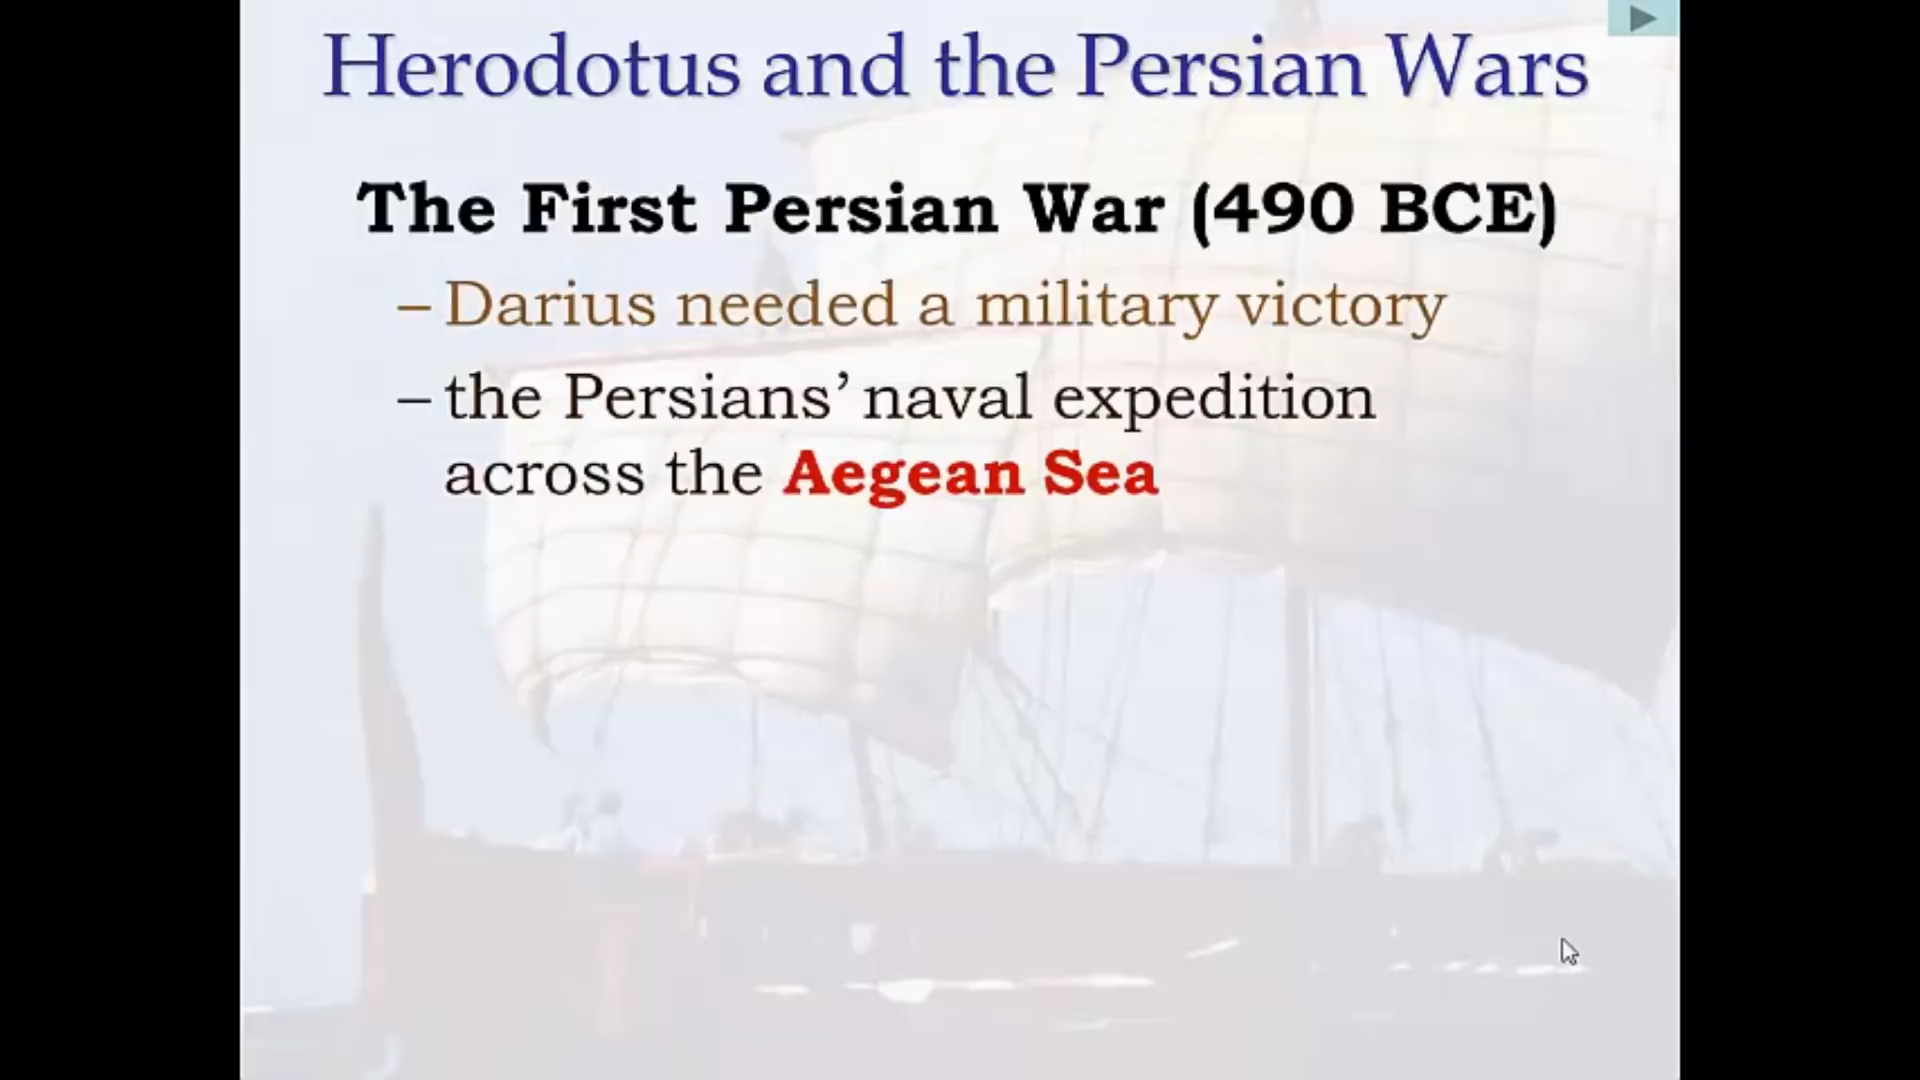 Herodotus and the Persian Wars
The First Persian War (490 BCE)
– Darius needed a military victory
– the Persians’ naval expedition
across the Aegean Sea